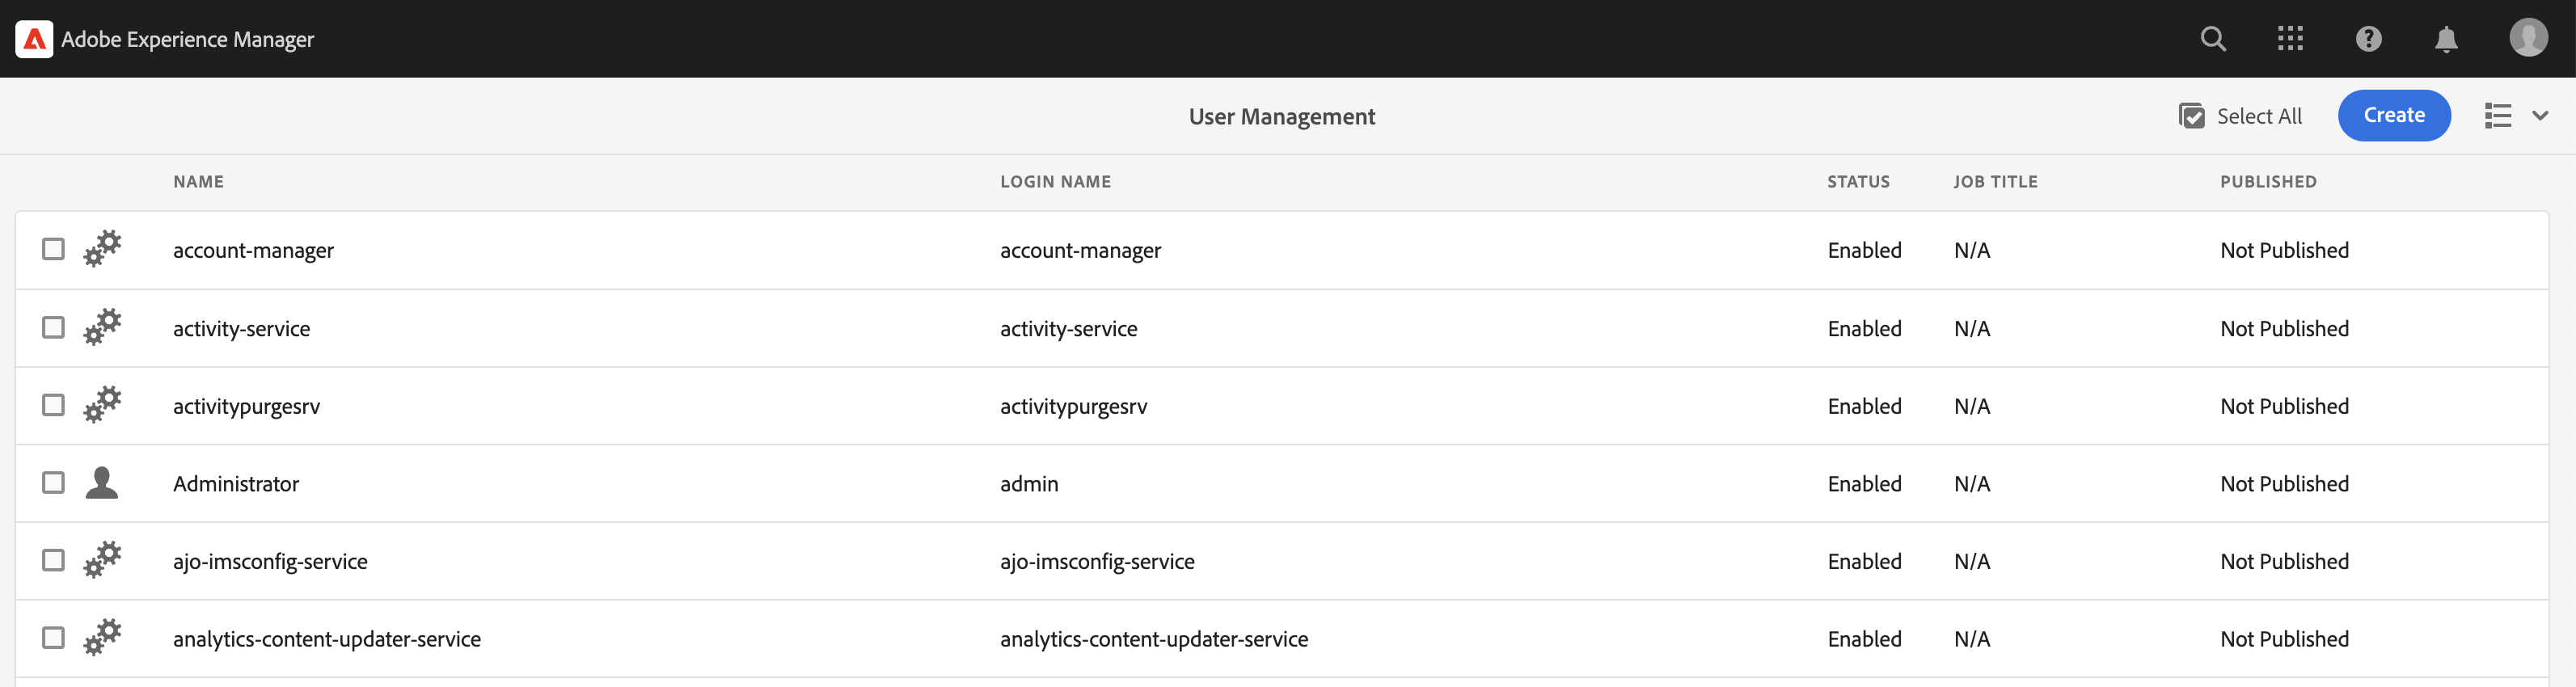 Adobe Experience Manager
User Management
Select All
Create
NAME LOGIN NAME STATUS JOB TITLE PUBLISHED
account-manager account-manager Enabled N/A Not Published
activity-service activity-service Enabled N/A Not Published
activitypurgesrv activitypurgesrv Enabled N/A Not Published
Administrator admin Enabled N/A Not Published
ajo-imsconfig-service ajo-imsconfig-service Enabled N/A Not Published
analytics-content-updater-service analytics-content-updater-service Enabled N/A Not Published